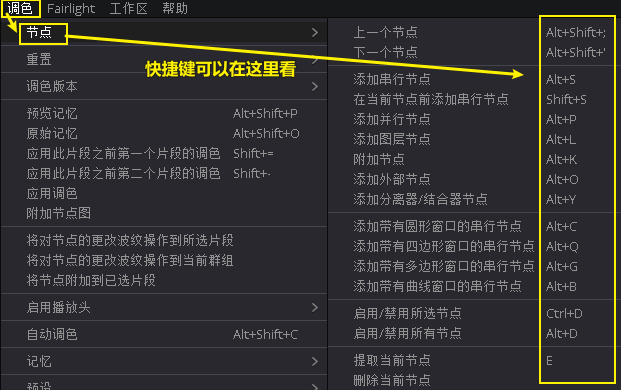 调色 Fairlight 工作区 帮助
节点
重置
调色版本
预览记忆 Alt+Shift+P
原始记忆 Alt+Shift+O
应用此片段之前第一个片段的调色 Shift+=
应用此片段之前第二个片段的调色 Shift+-
应用调色
附加节点图
将对节点的更改波纹操作到所选片段
将对节点的更改波纹操作到当前群组
将节点附加到已选片段
启用播放头
自动调色 Alt+Shift+C
记忆
预设
快捷键可以在这里看
上一个节点 Alt+Shift+;
下一个节点 Alt+Shift+'
添加串行节点 Alt+S
在当前节点前添加串行节点 Shift+S
添加并行节点 Alt+P
添加图层节点 Alt+L
附加节点 Alt+K
添加外部节点 Alt+O
添加分离器/结合器节点 Alt+Y
添加带有圆形窗口的串行节点 Alt+C
添加带有四边形窗口的串行节点 Alt+Q
添加带有多边形窗口的串行节点 Alt+G
添加带有曲线窗口的串行节点 Alt+B
启用/禁用所选节点 Ctrl+D
启用/禁用所有节点 Alt+D
提取当前节点 E
删除当前节点